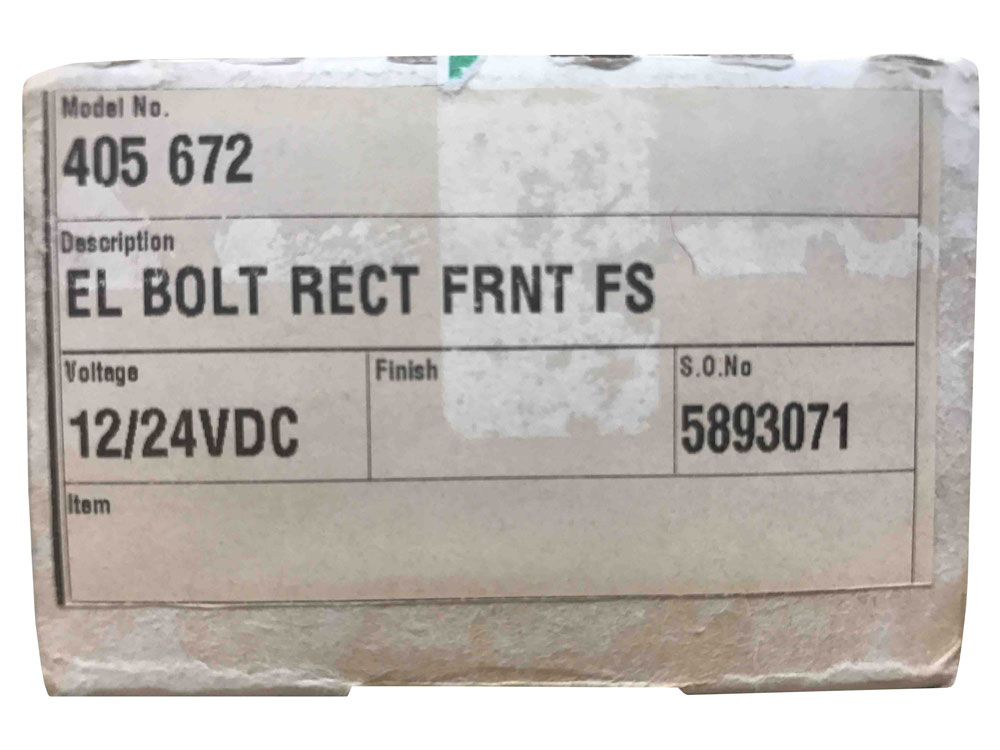 Model No.
405 672
Description
EL BOLT RECT FRNT FS
Voltage
12/24VDC
Finish
S.O.No
5893071
Item